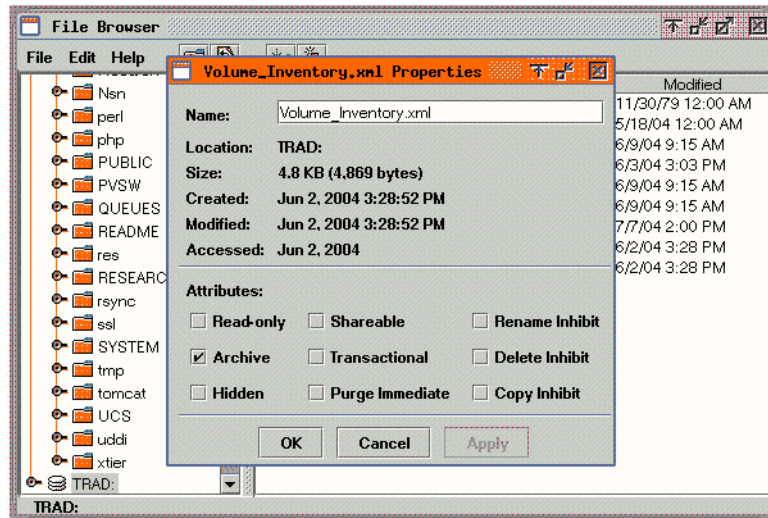 File Browser
File Edit Help
Nsn
perl
php
PUBLIC
PVSW
QUEUES
README
res
RESEARC
rsync
ssl
SYSTEM
tmp
tomcat
UCS
uddi
xtier
TRAD:
TRAD:
Volume_Inventory.xml Properties
Name: Volume_Inventory.xml
Location: TRAD:
Size: 4.8 KB (4,869 bytes)
Created: Jun 2, 2004 3:28:52 PM
Modified: Jun 2, 2004 3:28:52 PM
Accessed: Jun 2, 2004
Attributes:
Read-only Shareable Rename Inhibit
Archive Transactional Delete Inhibit
Hidden Purge Immediate Copy Inhibit
OK Cancel Apply
Modified
11/30/79 12:00 AM
5/18/04 12:00 AM
6/9/04 9:15 AM
6/3/04 3:03 PM
6/9/04 9:15 AM
6/9/04 9:15 AM
7/7/04 2:00 PM
6/2/04 3:28 PM
6/2/04 3:28 PM